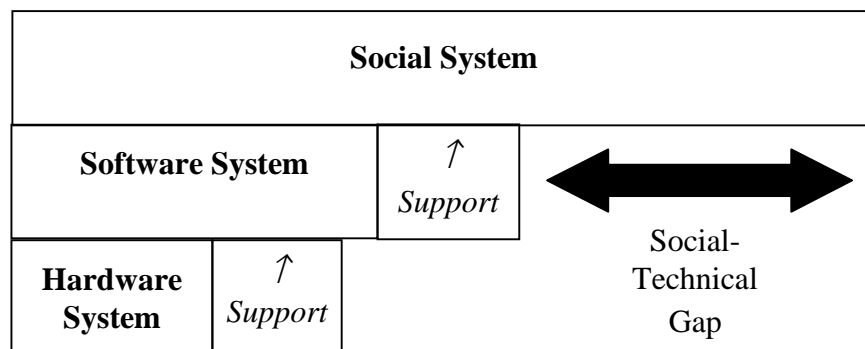 Social System
Software System
↑
Support
Social-
Technical
Gap
Hardware
System
↑
Support